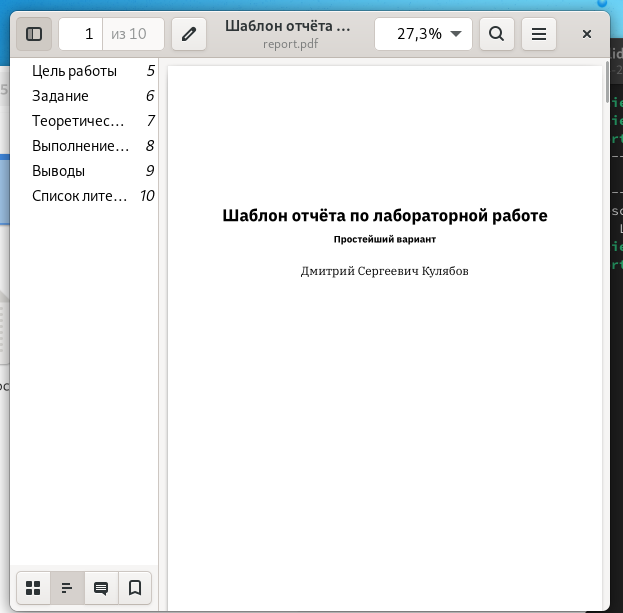 1 из 10
Шаблон отчёта ...
report.pdf
27,3%
Цель работы 5
Задание 6
Теоретичес... 7
Выполнение... 8
Выводы 9
Список лите... 10
Шаблон отчёта по лабораторной работе
Простейший вариант
Дмитрий Сергеевич Кулябов